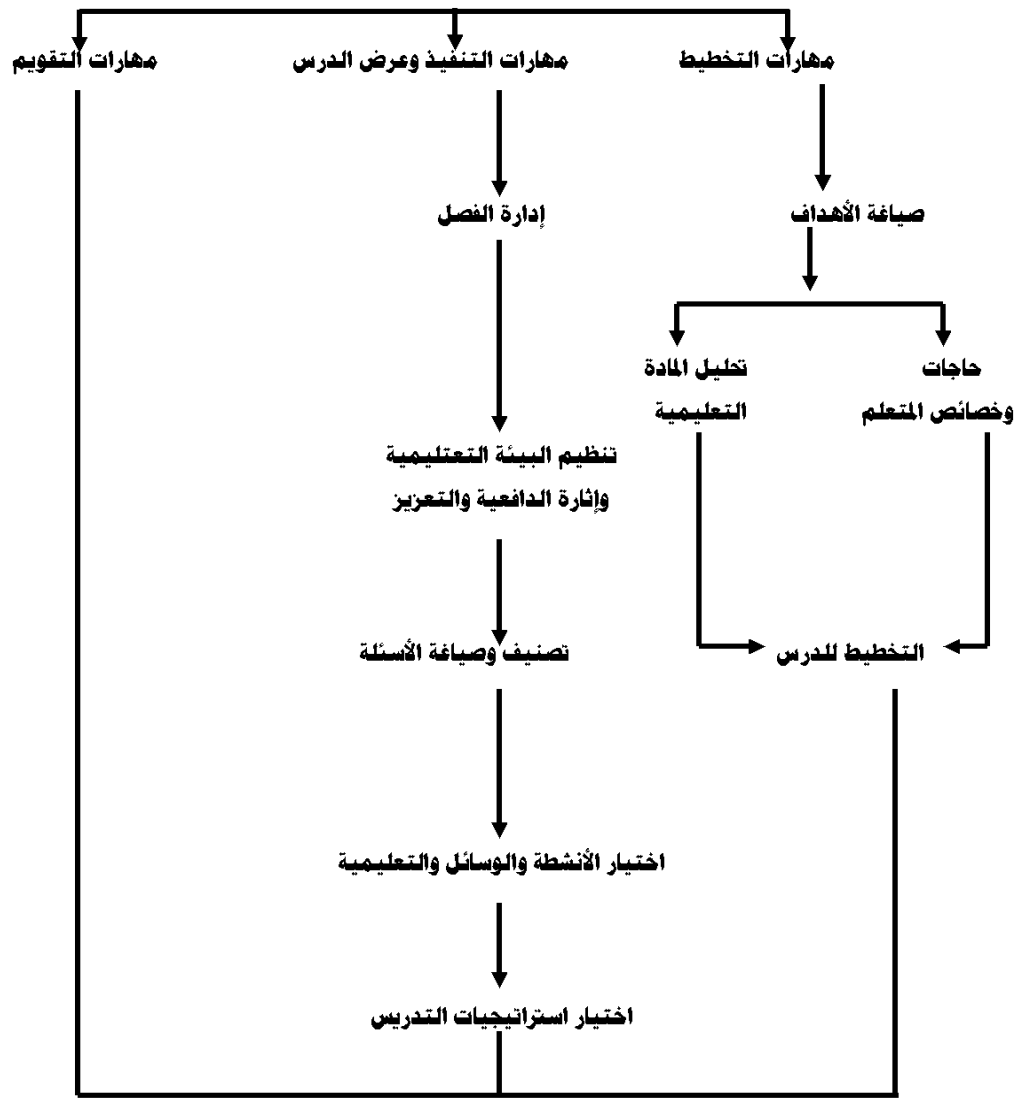 مهارات التخطيط
مهارات التنفيذ وعرض الدرس
مهارات التقويم
صياغة الأهداف
إدارة الفصل
حاجات
وخصائص المتعلم
تحليل المادة
التعليمية
تنظيم البيئة التعتليمية
وإثارة الدافعية والتعزيز
تصنيف وصياغة الأسئلة
التخطيط للدرس
اختيار الأنشطة والوسائل والتعليمية
اختيار استراتيجيات التدريس